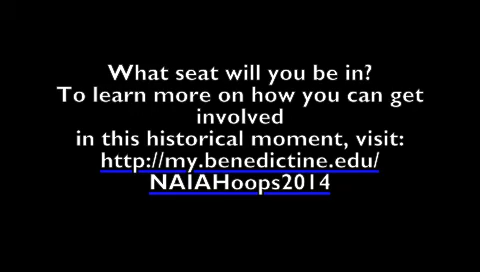 What seat will you be in?
To learn more on how you can get
involved
in this historical moment, visit:
http://my.benedictine.edu/
NAIAHoops2014